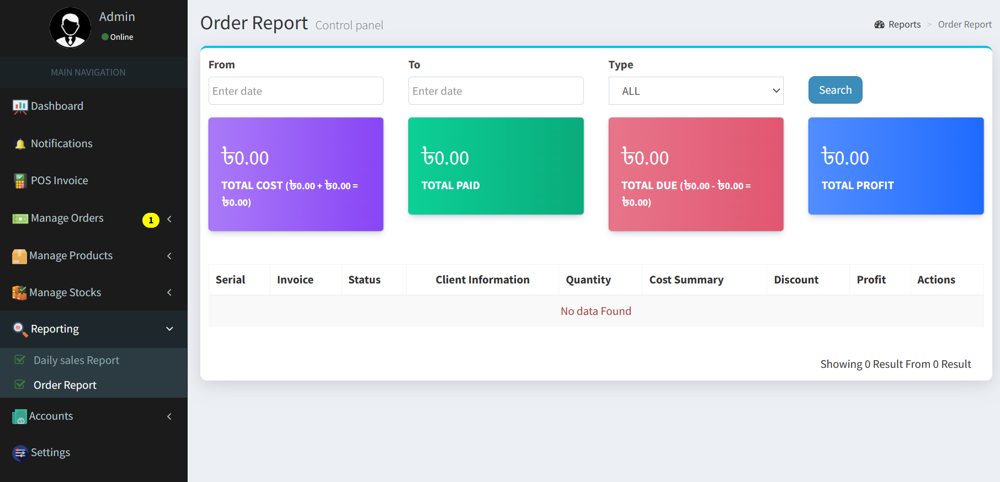 Admin
Online
MAIN NAVIGATION
Dashboard
Notifications
POS Invoice
Manage Orders 1
Manage Products
Manage Stocks
Reporting
Daily sales Report
Order Report
Accounts
Settings
Order Report Control panel
Reports > Order Report
From To Type
Enter date Enter date ALL Search
৳0.00
TOTAL COST (৳0.00 + ৳0.00 =
৳0.00)
৳0.00
TOTAL PAID
৳0.00
TOTAL DUE (৳0.00 - ৳0.00 =
৳0.00)
৳0.00
TOTAL PROFIT
Serial Invoice Status Client Information Quantity Cost Summary Discount Profit Actions
No data Found
Showing 0 Result From 0 Result